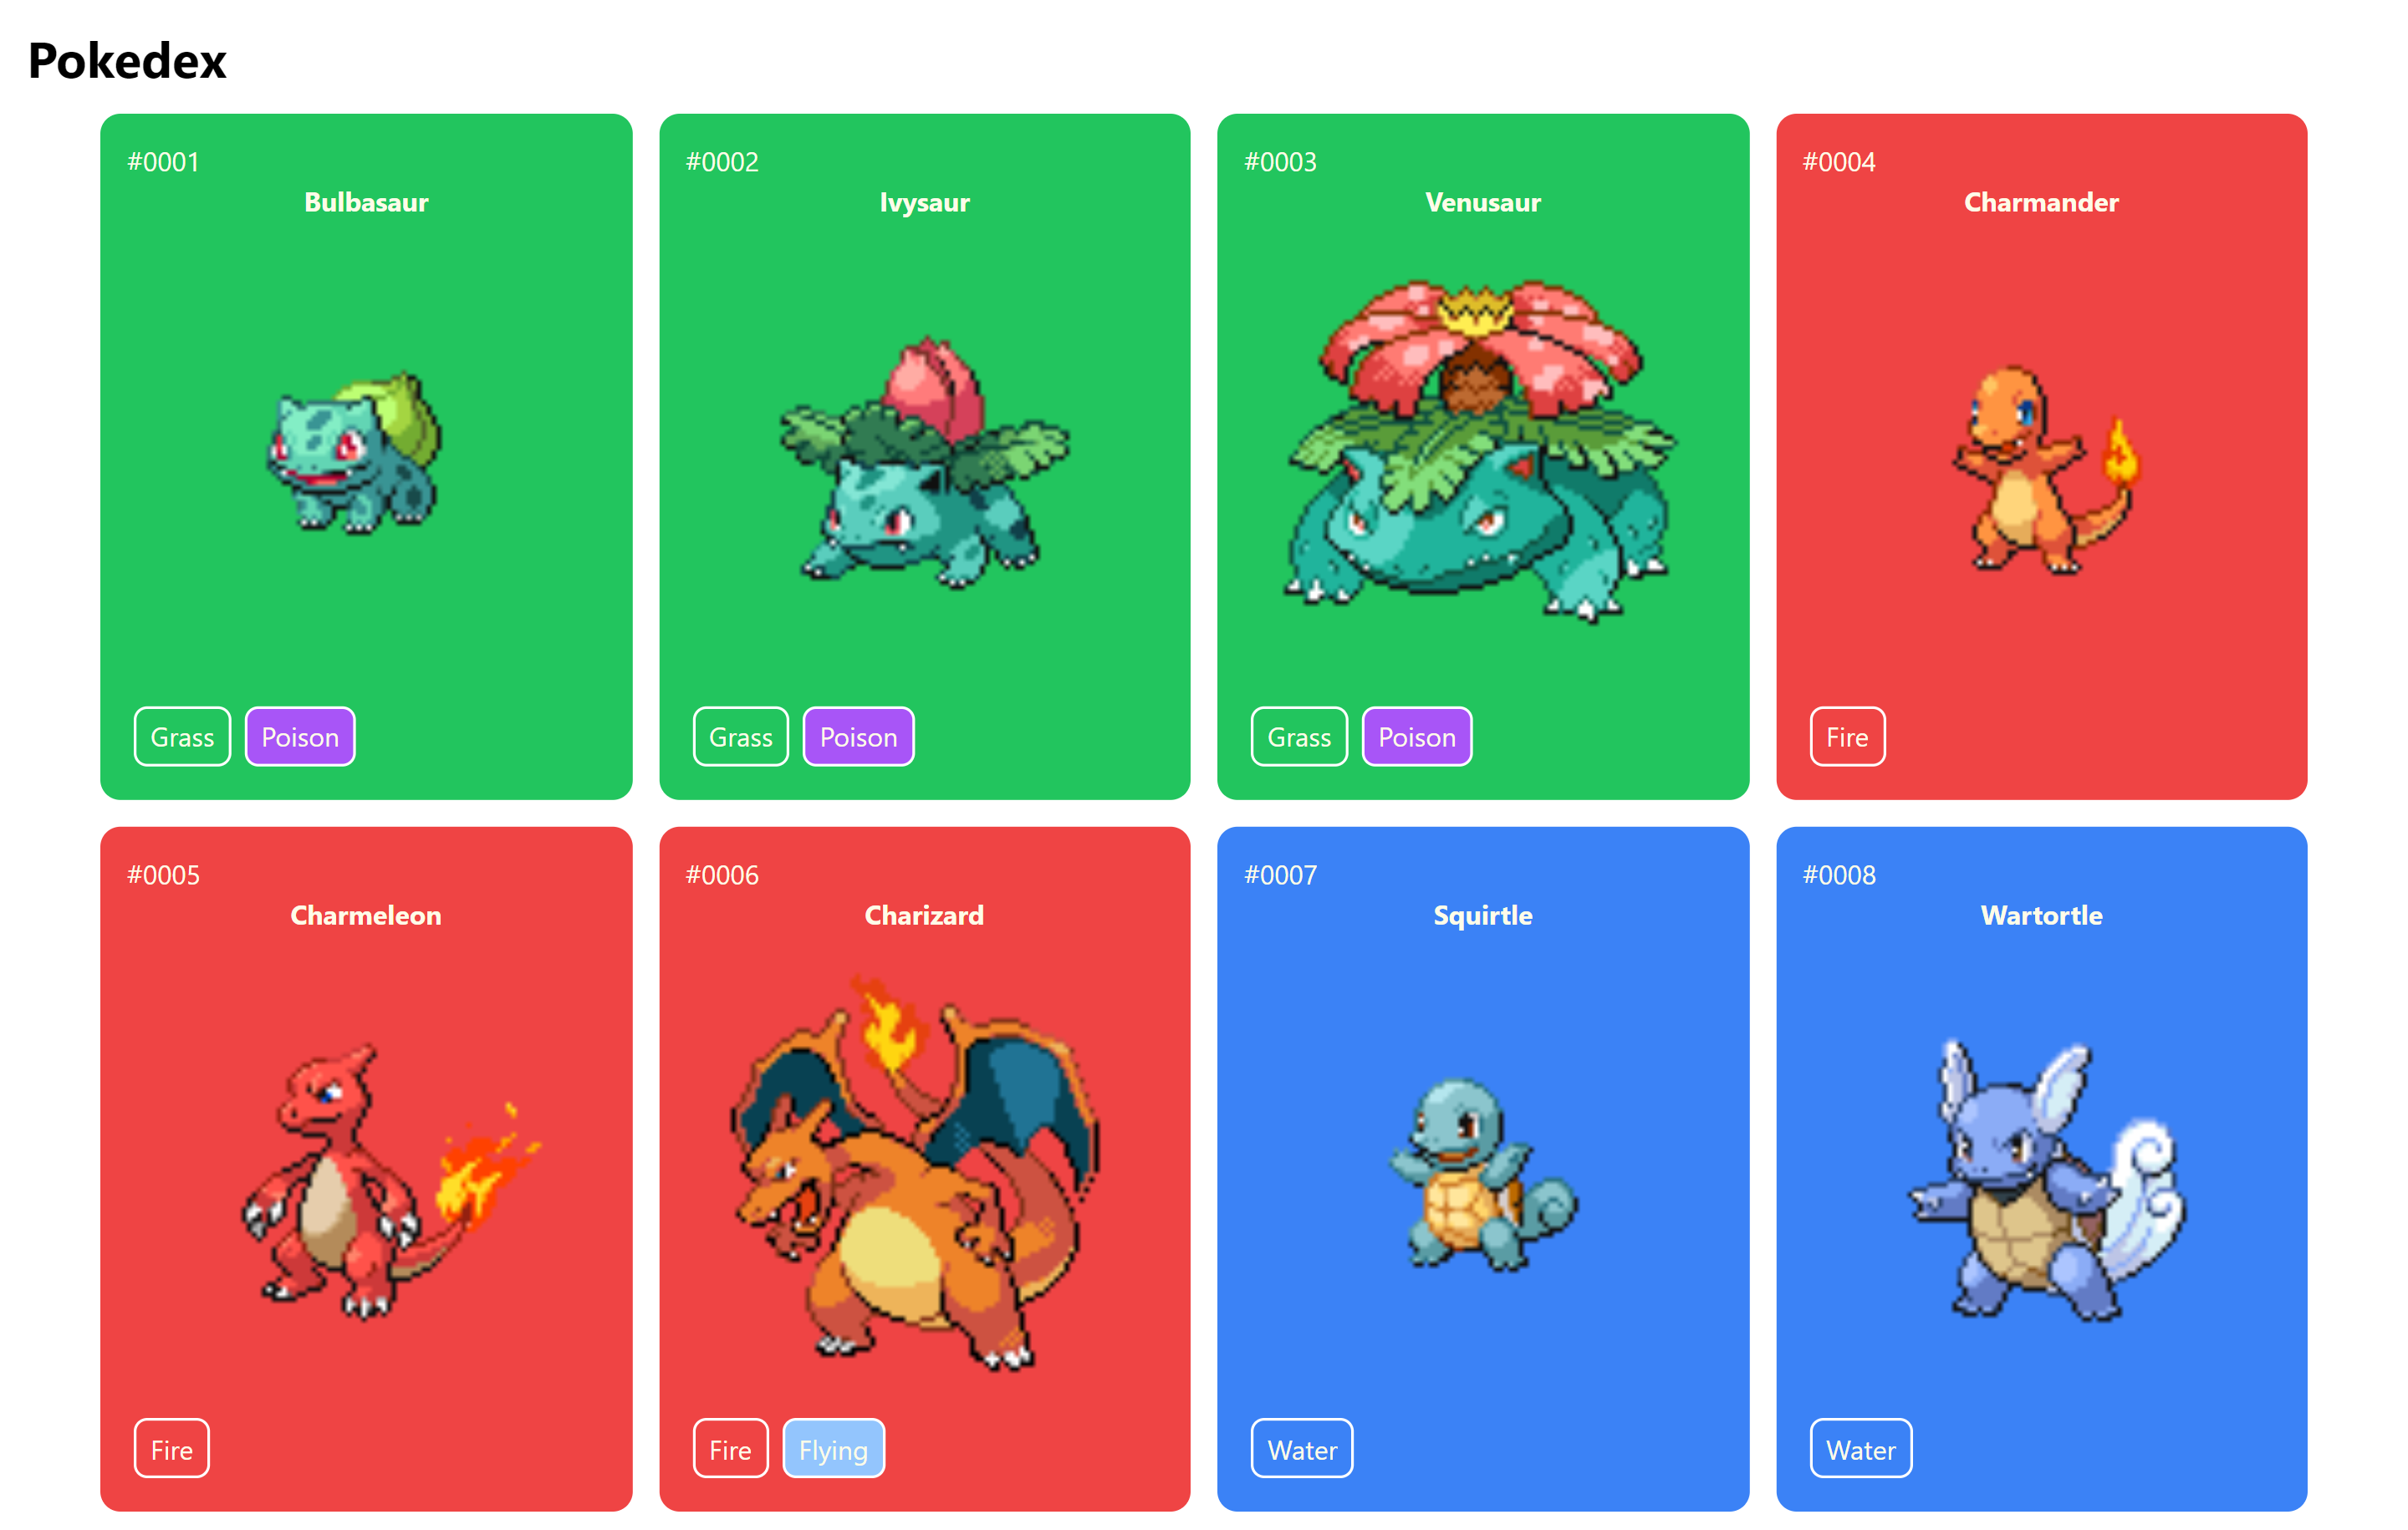 Pokedex
#0001
Bulbasaur
Grass Poison
#0002
Ivysaur
Grass Poison
#0003
Venusaur
Grass Poison
#0004
Charmander
Fire
#0005
Charmeleon
Fire
#0006
Charizard
Fire Flying
#0007
Squirtle
Water
#0008
Wartortle
Water